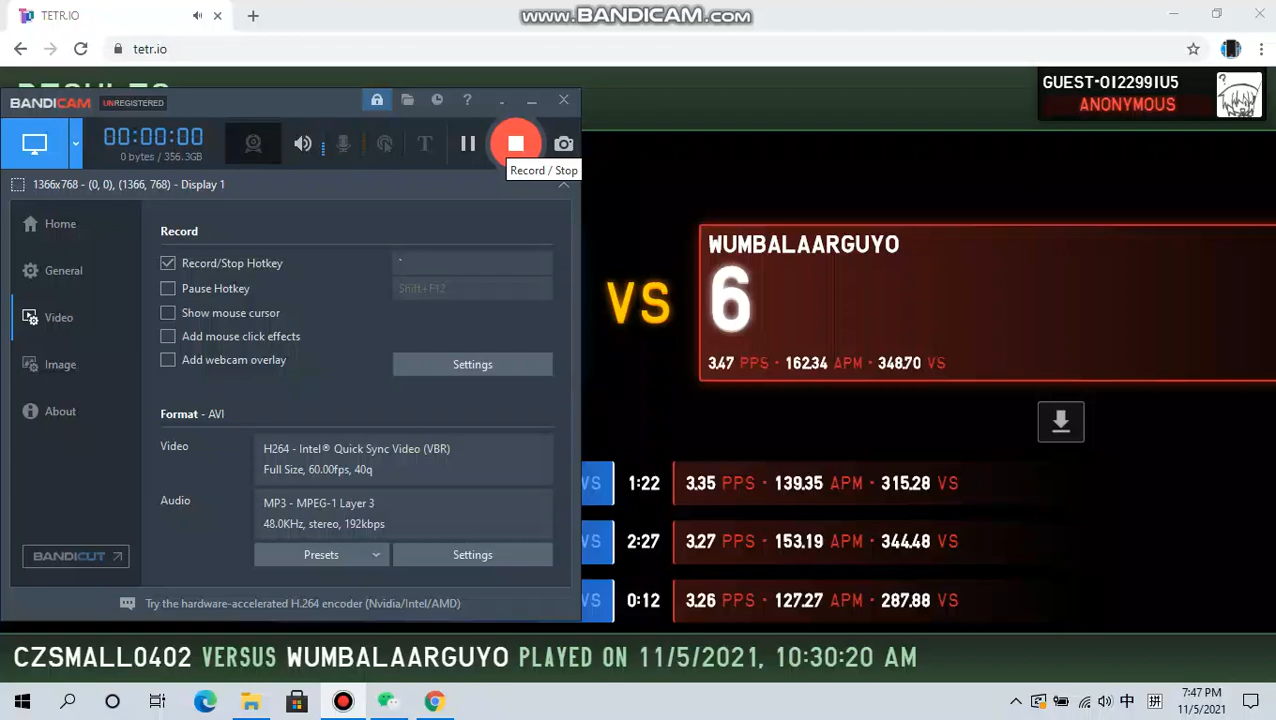 TETR.IO
www.BANDICAM.com
tetr.io
RESULTS
GUEST-012299IU5
ANONYMOUS
BANDICAM UNREGISTERED
00:00:00
0 bytes / 356.3GB
T
Record / Stop
1366x768 - (0, 0), (1366, 768) - Display 1
Home
General
Video
Image
About
BANDICUT
Record
Record/Stop Hotkey
`
Pause Hotkey
Shift+F12
Show mouse cursor
Add mouse click effects
Add webcam overlay
Settings
Format - AVI
Video
H264 - Intel® Quick Sync Video (VBR)
Full Size, 60.00fps, 40q
Audio
MP3 - MPEG-1 Layer 3
48.0KHz, stereo, 192kbps
Presets
Settings
Try the hardware-accelerated H.264 encoder (Nvidia/Intel/AMD)
VS
WUMBALAARGUYO
6
3.47 PPS · 162.34 APM · 348.70 VS
VS 1:22 3.35 PPS · 139.35 APM · 315.28 VS
VS 2:27 3.27 PPS · 153.19 APM · 344.48 VS
VS 0:12 3.26 PPS · 127.27 APM · 287.88 VS
CZSMALL0402 VERSUS WUMBALAARGUYO PLAYED ON 11/5/2021, 10:30:20 AM
中
拼
7:47 PM
11/5/2021